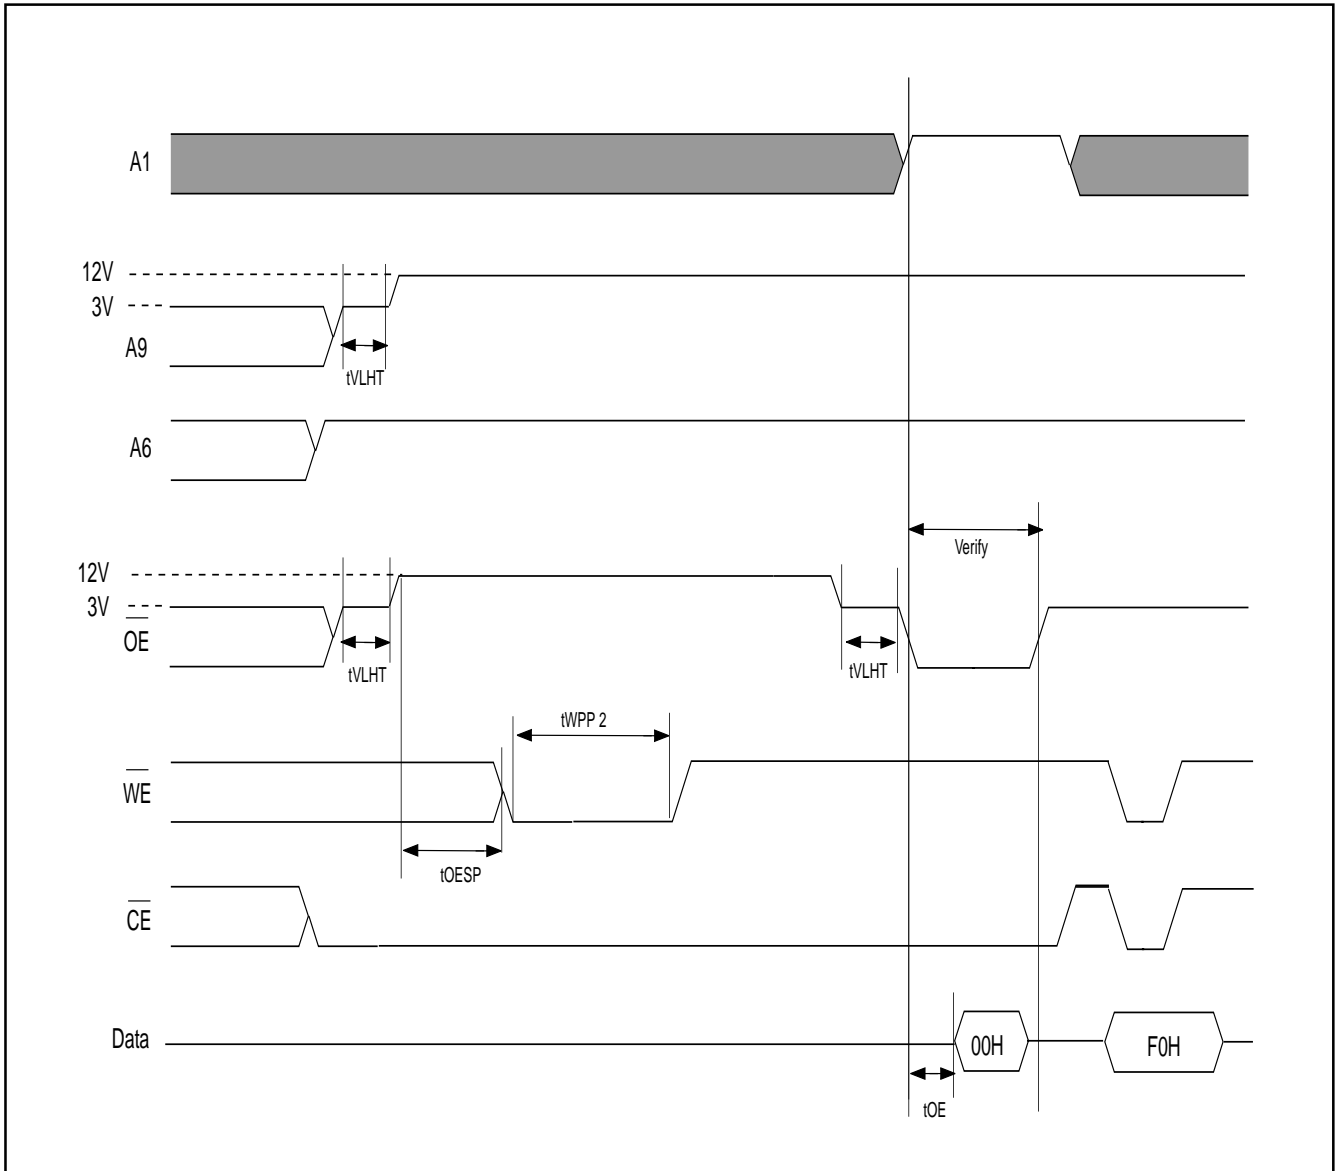 A1
12V
3V
A9
tVLHT
A6
Verify
12V
3V
OE
tVLHT
tVLHT
tWPP 2
WE
tOESP
CE
Data
00H
F0H
tOE